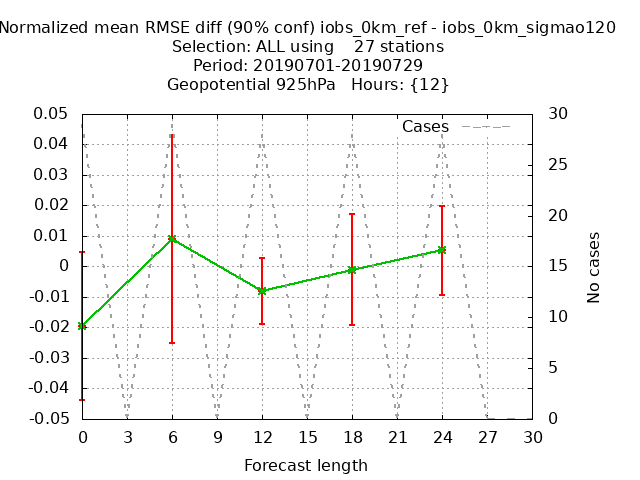 Normalized mean RMSE diff (90% conf) iobs_0km_ref - iobs_0km_sigmao120
Selection: ALL using    27 stations
Period: 20190701-20190729
Geopotential 925hPa   Hours: {12}
Cases
0.05
0.04
0.03
0.02
0.01
0
-0.01
-0.02
-0.03
-0.04
-0.05
30
25
20
15
10
5
0
No cases
0 3 6 9 12 15 18 21 24 27 30
Forecast length